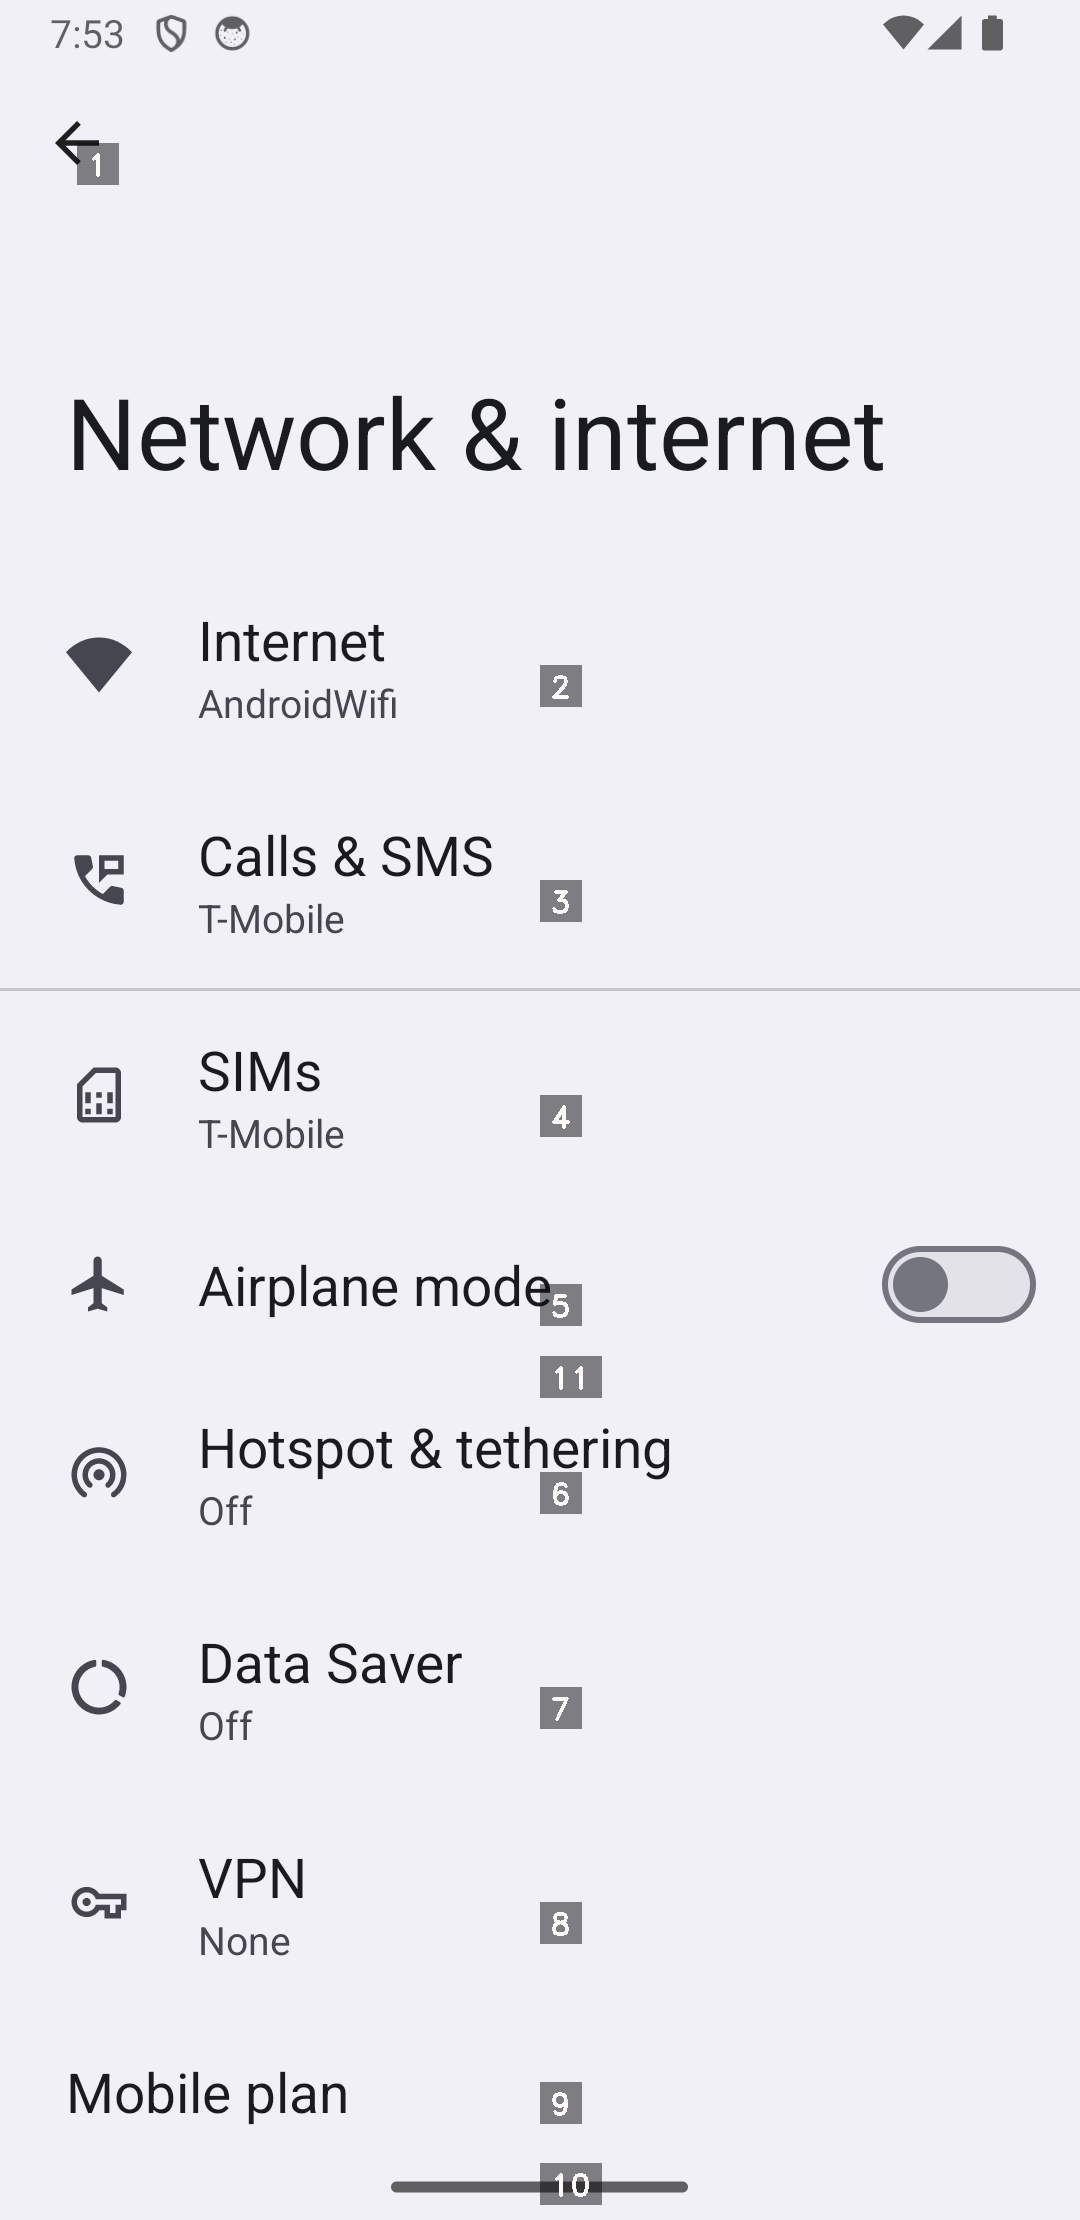 7:53
1
Network & internet
Internet
AndroidWifi
2
Calls & SMS
T-Mobile
3
SIMs
T-Mobile
4
Airplane mode
5
11
Hotspot & tethering
Off
6
Data Saver
Off
7
VPN
None
8
Mobile plan
9
10